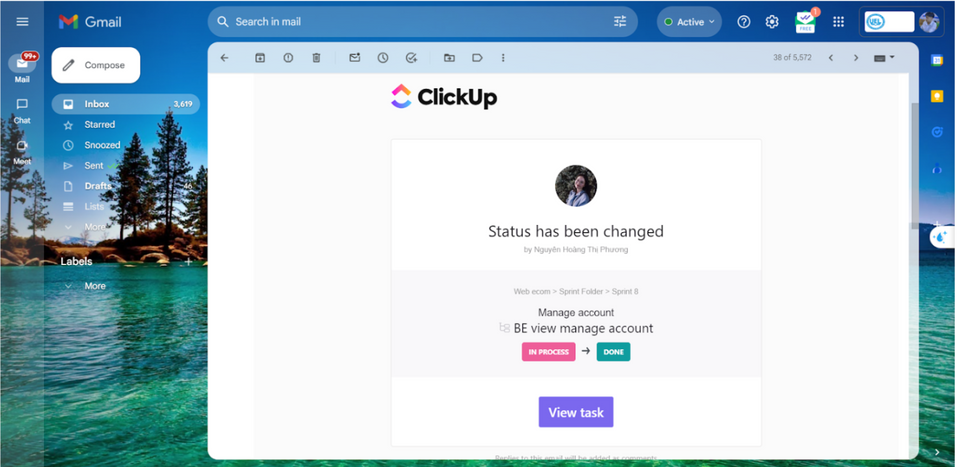 Gmail
Search in mail
Active
1
FREE
99+
Mail
Chat
Meet
Compose
Inbox 3,619
Starred
Snoozed
Sent
Drafts 46
Lists
More
Labels +
More
38 of 5,572
ClickUp
Status has been changed
by Nguyên Hoàng Thị Phương
Web ecom > Sprint Folder > Sprint 8
Manage account
BE view manage account
IN PROCESS → DONE
View task
Replies to this email will be added as comments